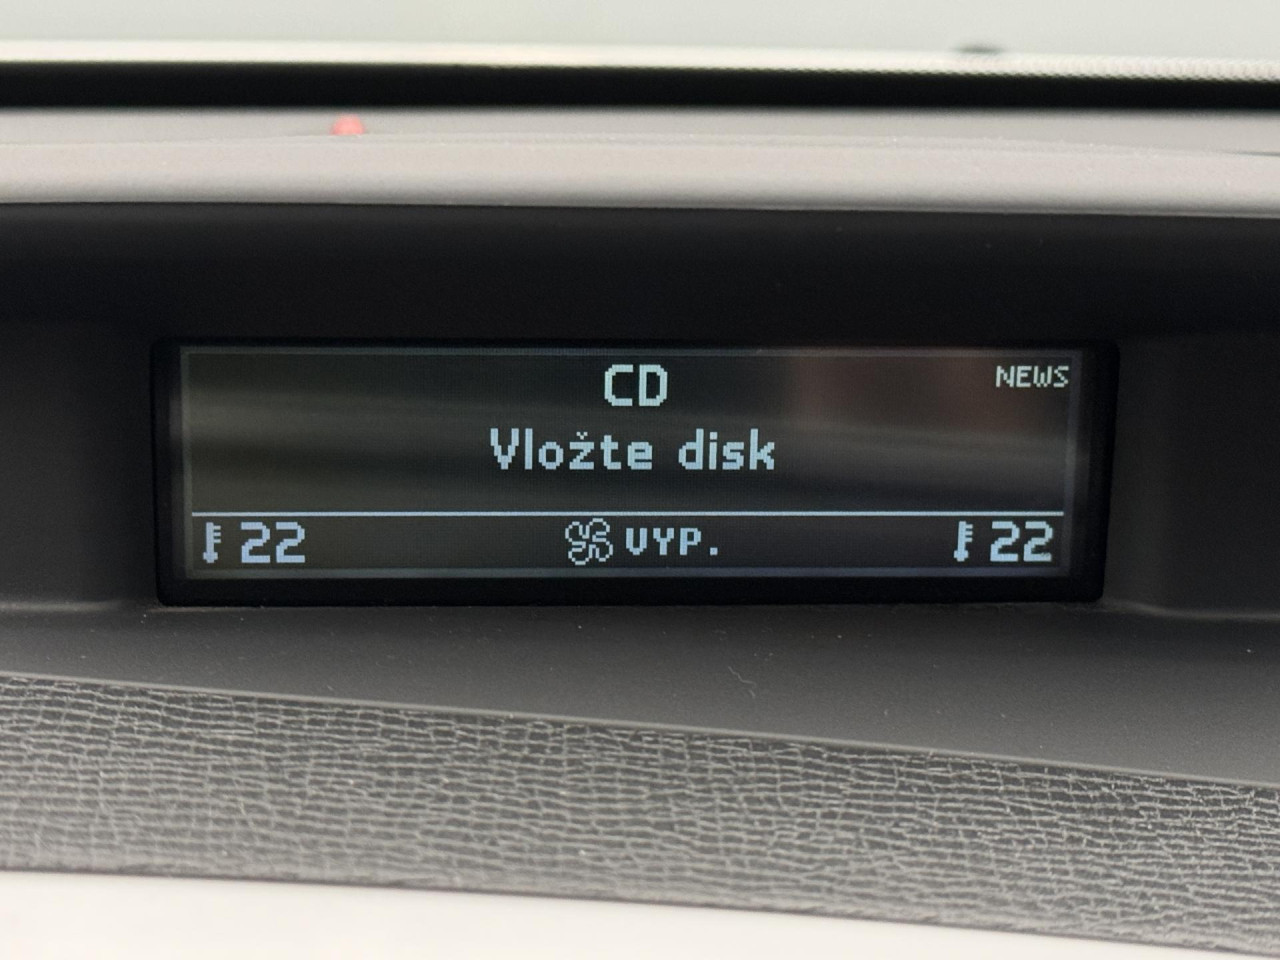 CD
NEWS
Vložte disk
22 VYP. 22